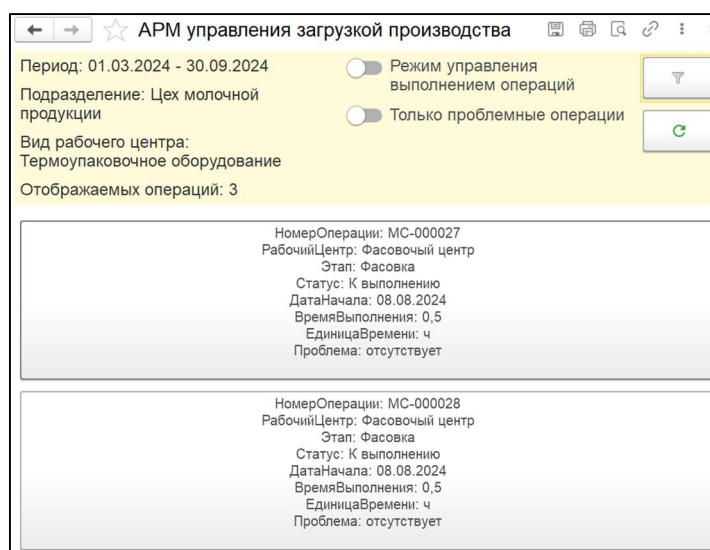 АРМ управления загрузкой производства
Период: 01.03.2024 - 30.09.2024
Подразделение: Цех молочной
продукции
Вид рабочего центра:
Термоупаковочное оборудование
Отображаемых операций: 3
Режим управления
выполнением операций
Только проблемные операции
НомерОперации: МС-000027
РабочийЦентр: Фасовочый центр
Этап: Фасовка
Статус: К выполнению
ДатаНачала: 08.08.2024
ВремяВыполнения: 0,5
ЕдиницаВремени: ч
Проблема: отсутствует
НомерОперации: МС-000028
РабочийЦентр: Фасовочый центр
Этап: Фасовка
Статус: К выполнению
ДатаНачала: 08.08.2024
ВремяВыполнения: 0,5
ЕдиницаВремени: ч
Проблема: отсутствует